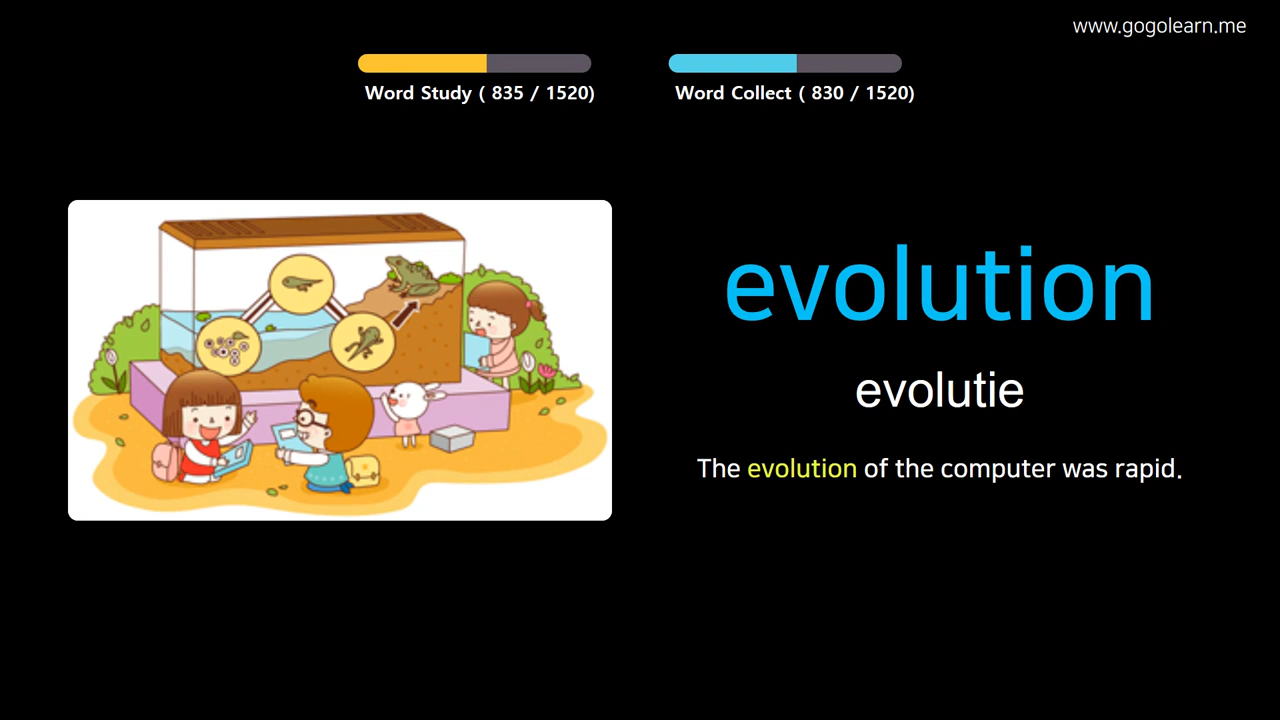 www.gogolearn.me
Word Study ( 835 / 1520)
Word Collect ( 830 / 1520)
evolution
evolutie
The evolution of the computer was rapid.